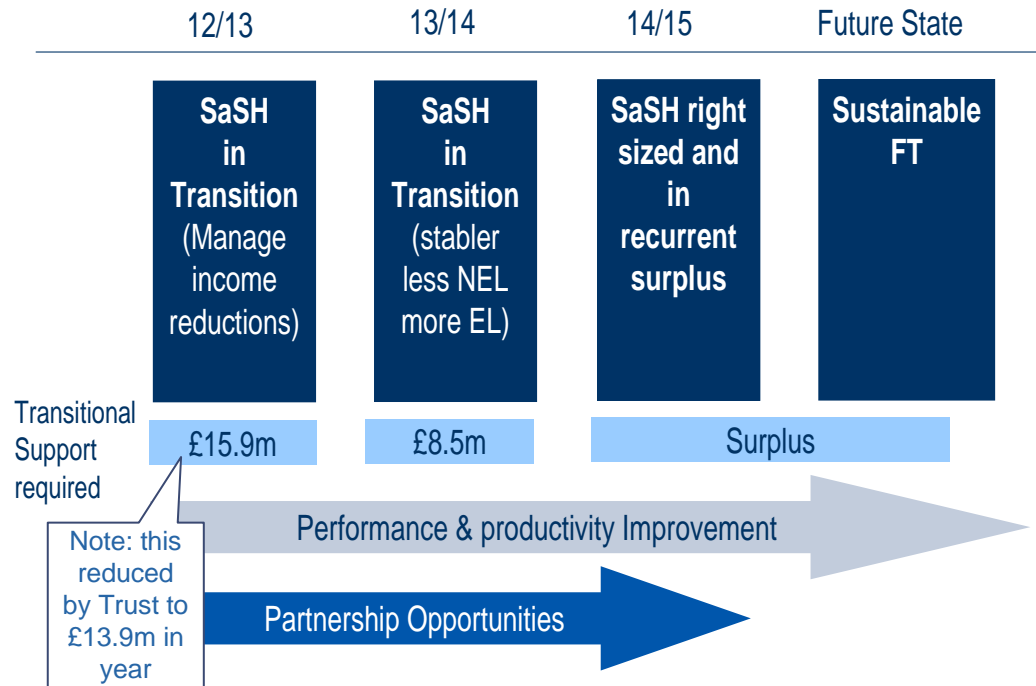 12/13
13/14
14/15
Future State
SaSH
in
Transition
(Manage
income
reductions)
SaSH
in
Transition
(stabler
less NEL
more EL)
SaSH right
sized and
in
recurrent
surplus
Sustainable
FT
Transitional
Support
required
£15.9m
£8.5m
Surplus
Performance & productivity Improvement
Note: this
reduced
by Trust to
£13.9m in
year
Partnership Opportunities